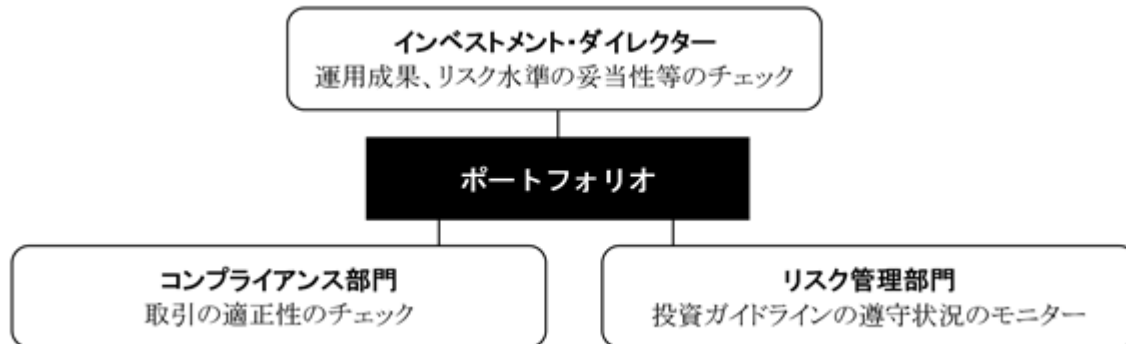 インベストメント・ダイレクター
運用成果、リスク水準の妥当性等のチェック
ポートフォリオ
コンプライアンス部門
取引の適正性のチェック
リスク管理部門
投資ガイドラインの遵守状況のモニター